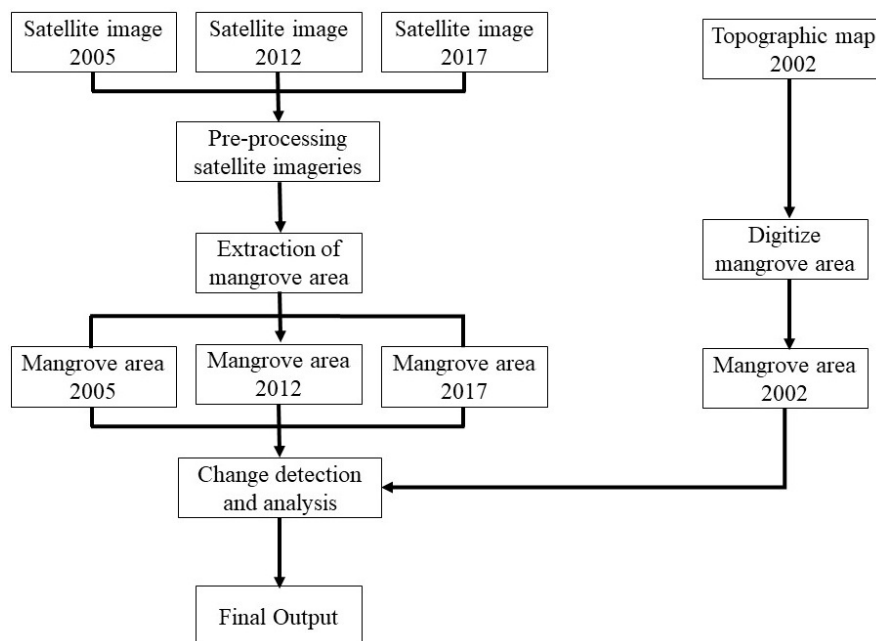 Satellite image
2005
Satellite image
2012
Satellite image
2017
Topographic map
2002
Pre-processing
satellite imageries
Extraction of
mangrove area
Digitize
mangrove area
Mangrove area
2005
Mangrove area
2012
Mangrove area
2017
Mangrove area
2002
Change detection
and analysis
Final Output